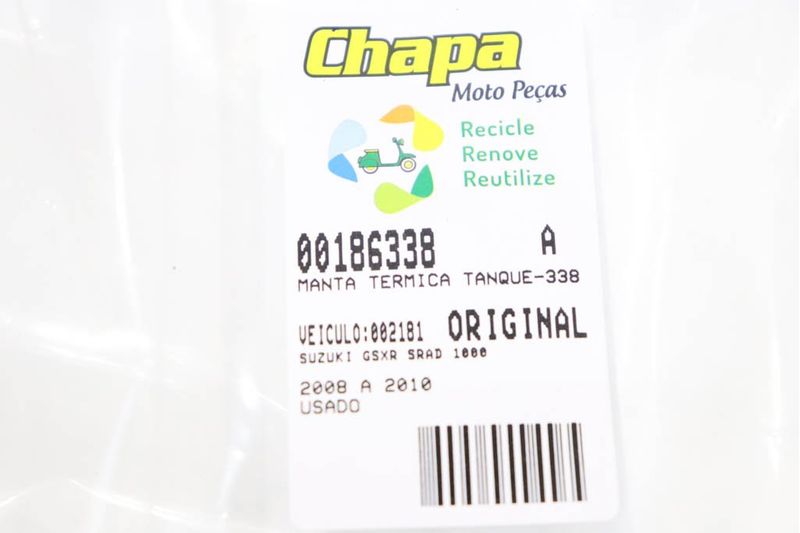 Chapa
Moto Peças
Recicle
Renove
Reutilize
00186338 A
MANTA TERMICA TANQUE-338
VEICULO:002181 ORIGINAL
SUZUKI GSXR SRAD 1000
2008 A 2010
USADO